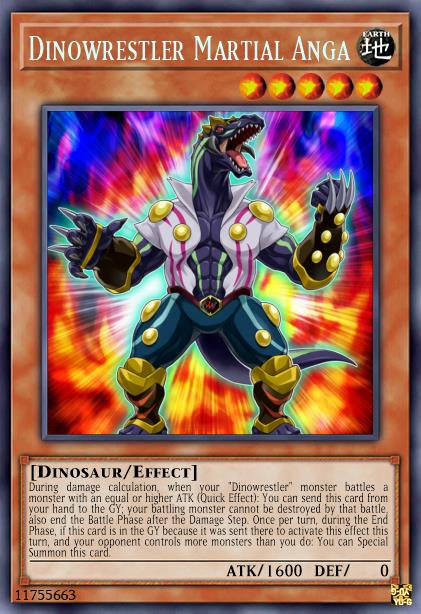 DINOWRESTLER MARTIAL ANGA
EARTH
地
[DINOSAUR/EFFECT]
During damage calculation, when your "Dinowrestler" monster battles a
monster with an equal or higher ATK (Quick Effect): You can send this card from
your hand to the GY; your battling monster cannot be destroyed by that battle,
also end the Battle Phase after the Damage Step. Once per turn, during the End
Phase, if this card is in the GY because it was sent there to activate this effect this
turn, and your opponent controls more monsters than you do: You can Special
Summon this card.
ATK/1600 DEF/ 0
11755663